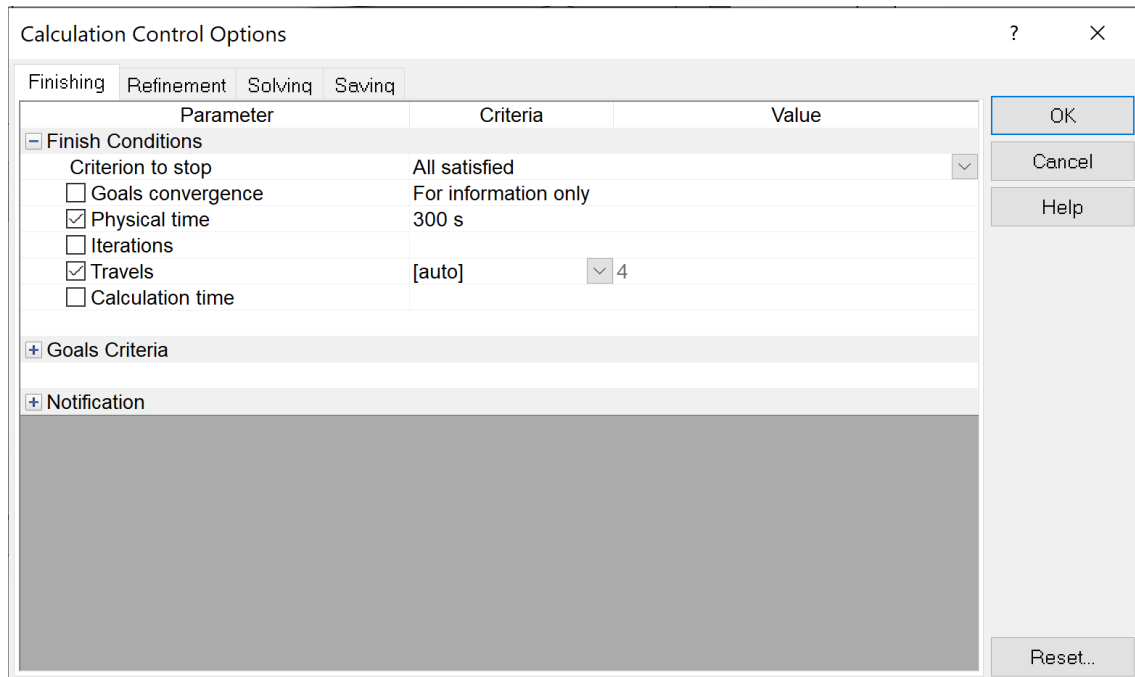 Calculation Control Options ?
Finishing Refinement Solving Saving
Parameter Criteria Value
Finish Conditions
Criterion to stop All satisfied
Goals convergence For information only
Physical time 300 s
Iterations
Travels [auto] 4
Calculation time
Goals Criteria
Notification
OK
Cancel
Help
Reset...